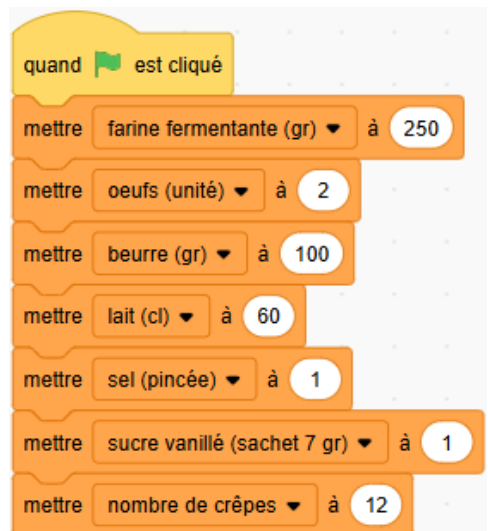 quand est cliqué
mettre farine fermentante (gr) à 250
mettre oeufs (unité) à 2
mettre beurre (gr) à 100
mettre lait (cl) à 60
mettre sel (pincée) à 1
mettre sucre vanillé (sachet 7 gr) à 1
mettre nombre de crêpes à 12